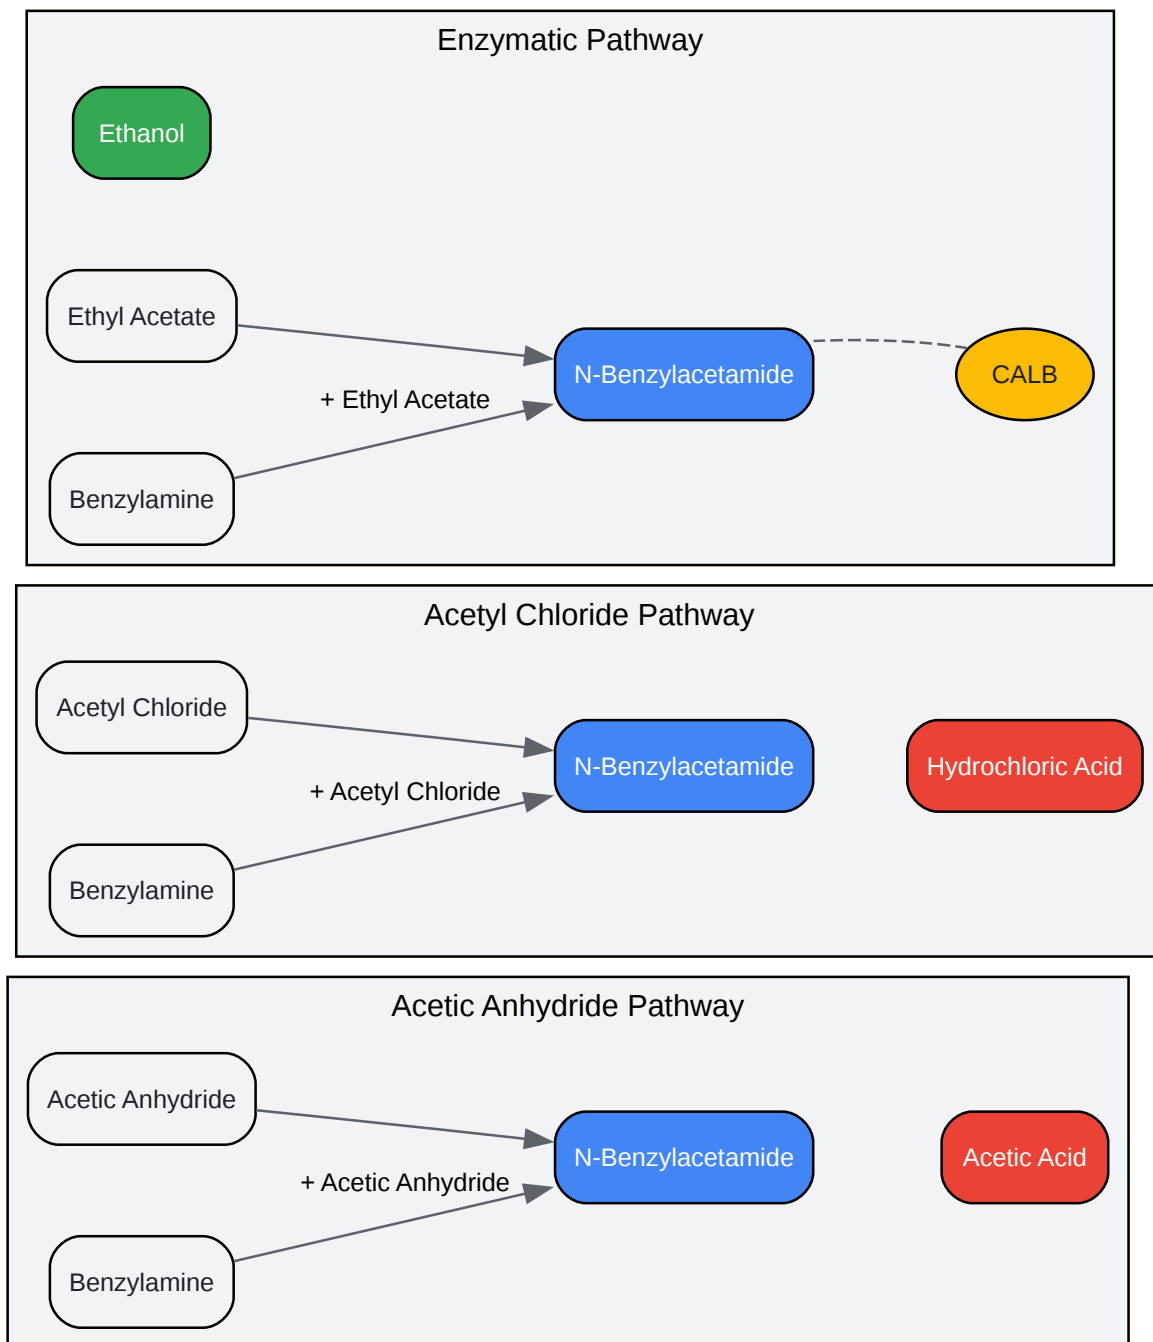 Enzymatic Pathway
Ethanol
Ethyl Acetate
N-Benzylacetamide
CALB
+ Ethyl Acetate
Benzylamine
Acetyl Chloride Pathway
Acetyl Chloride
N-Benzylacetamide
Hydrochloric Acid
+ Acetyl Chloride
Benzylamine
Acetic Anhydride Pathway
Acetic Anhydride
N-Benzylacetamide
Acetic Acid
+ Acetic Anhydride
Benzylamine